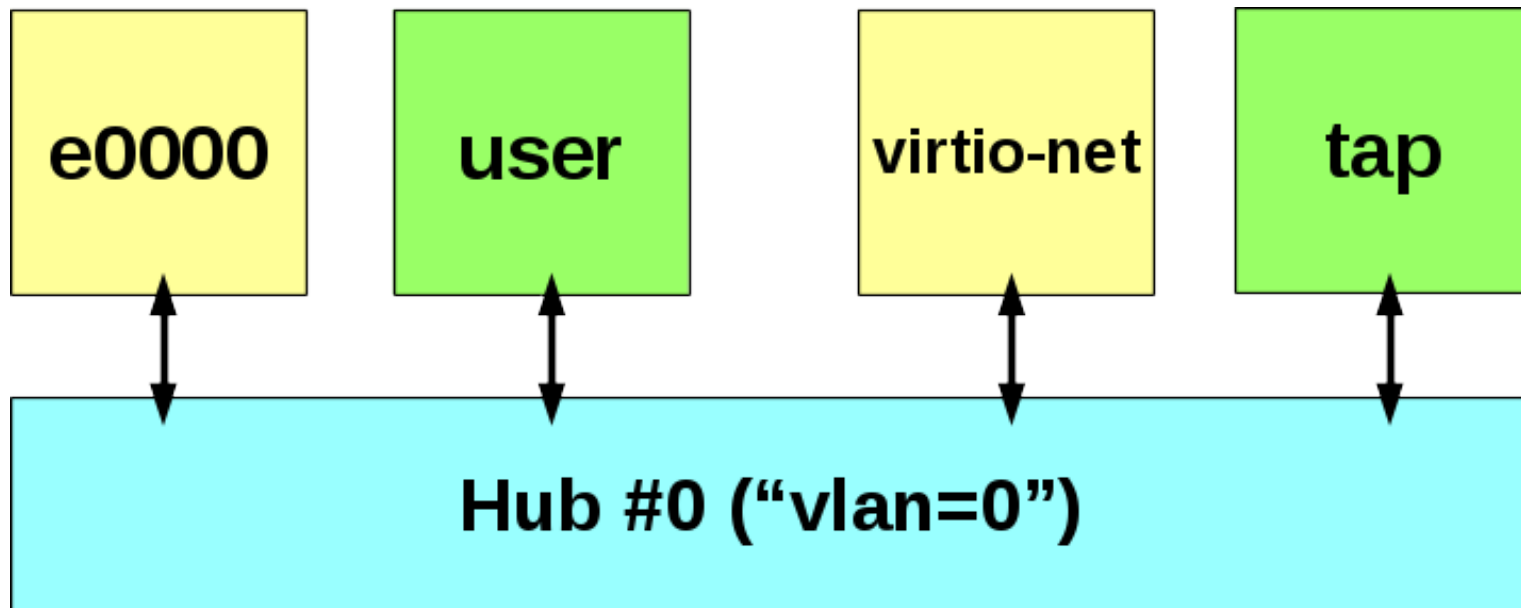 e0000
user
virtio-net
tap
Hub #0 (“vlan=0”)